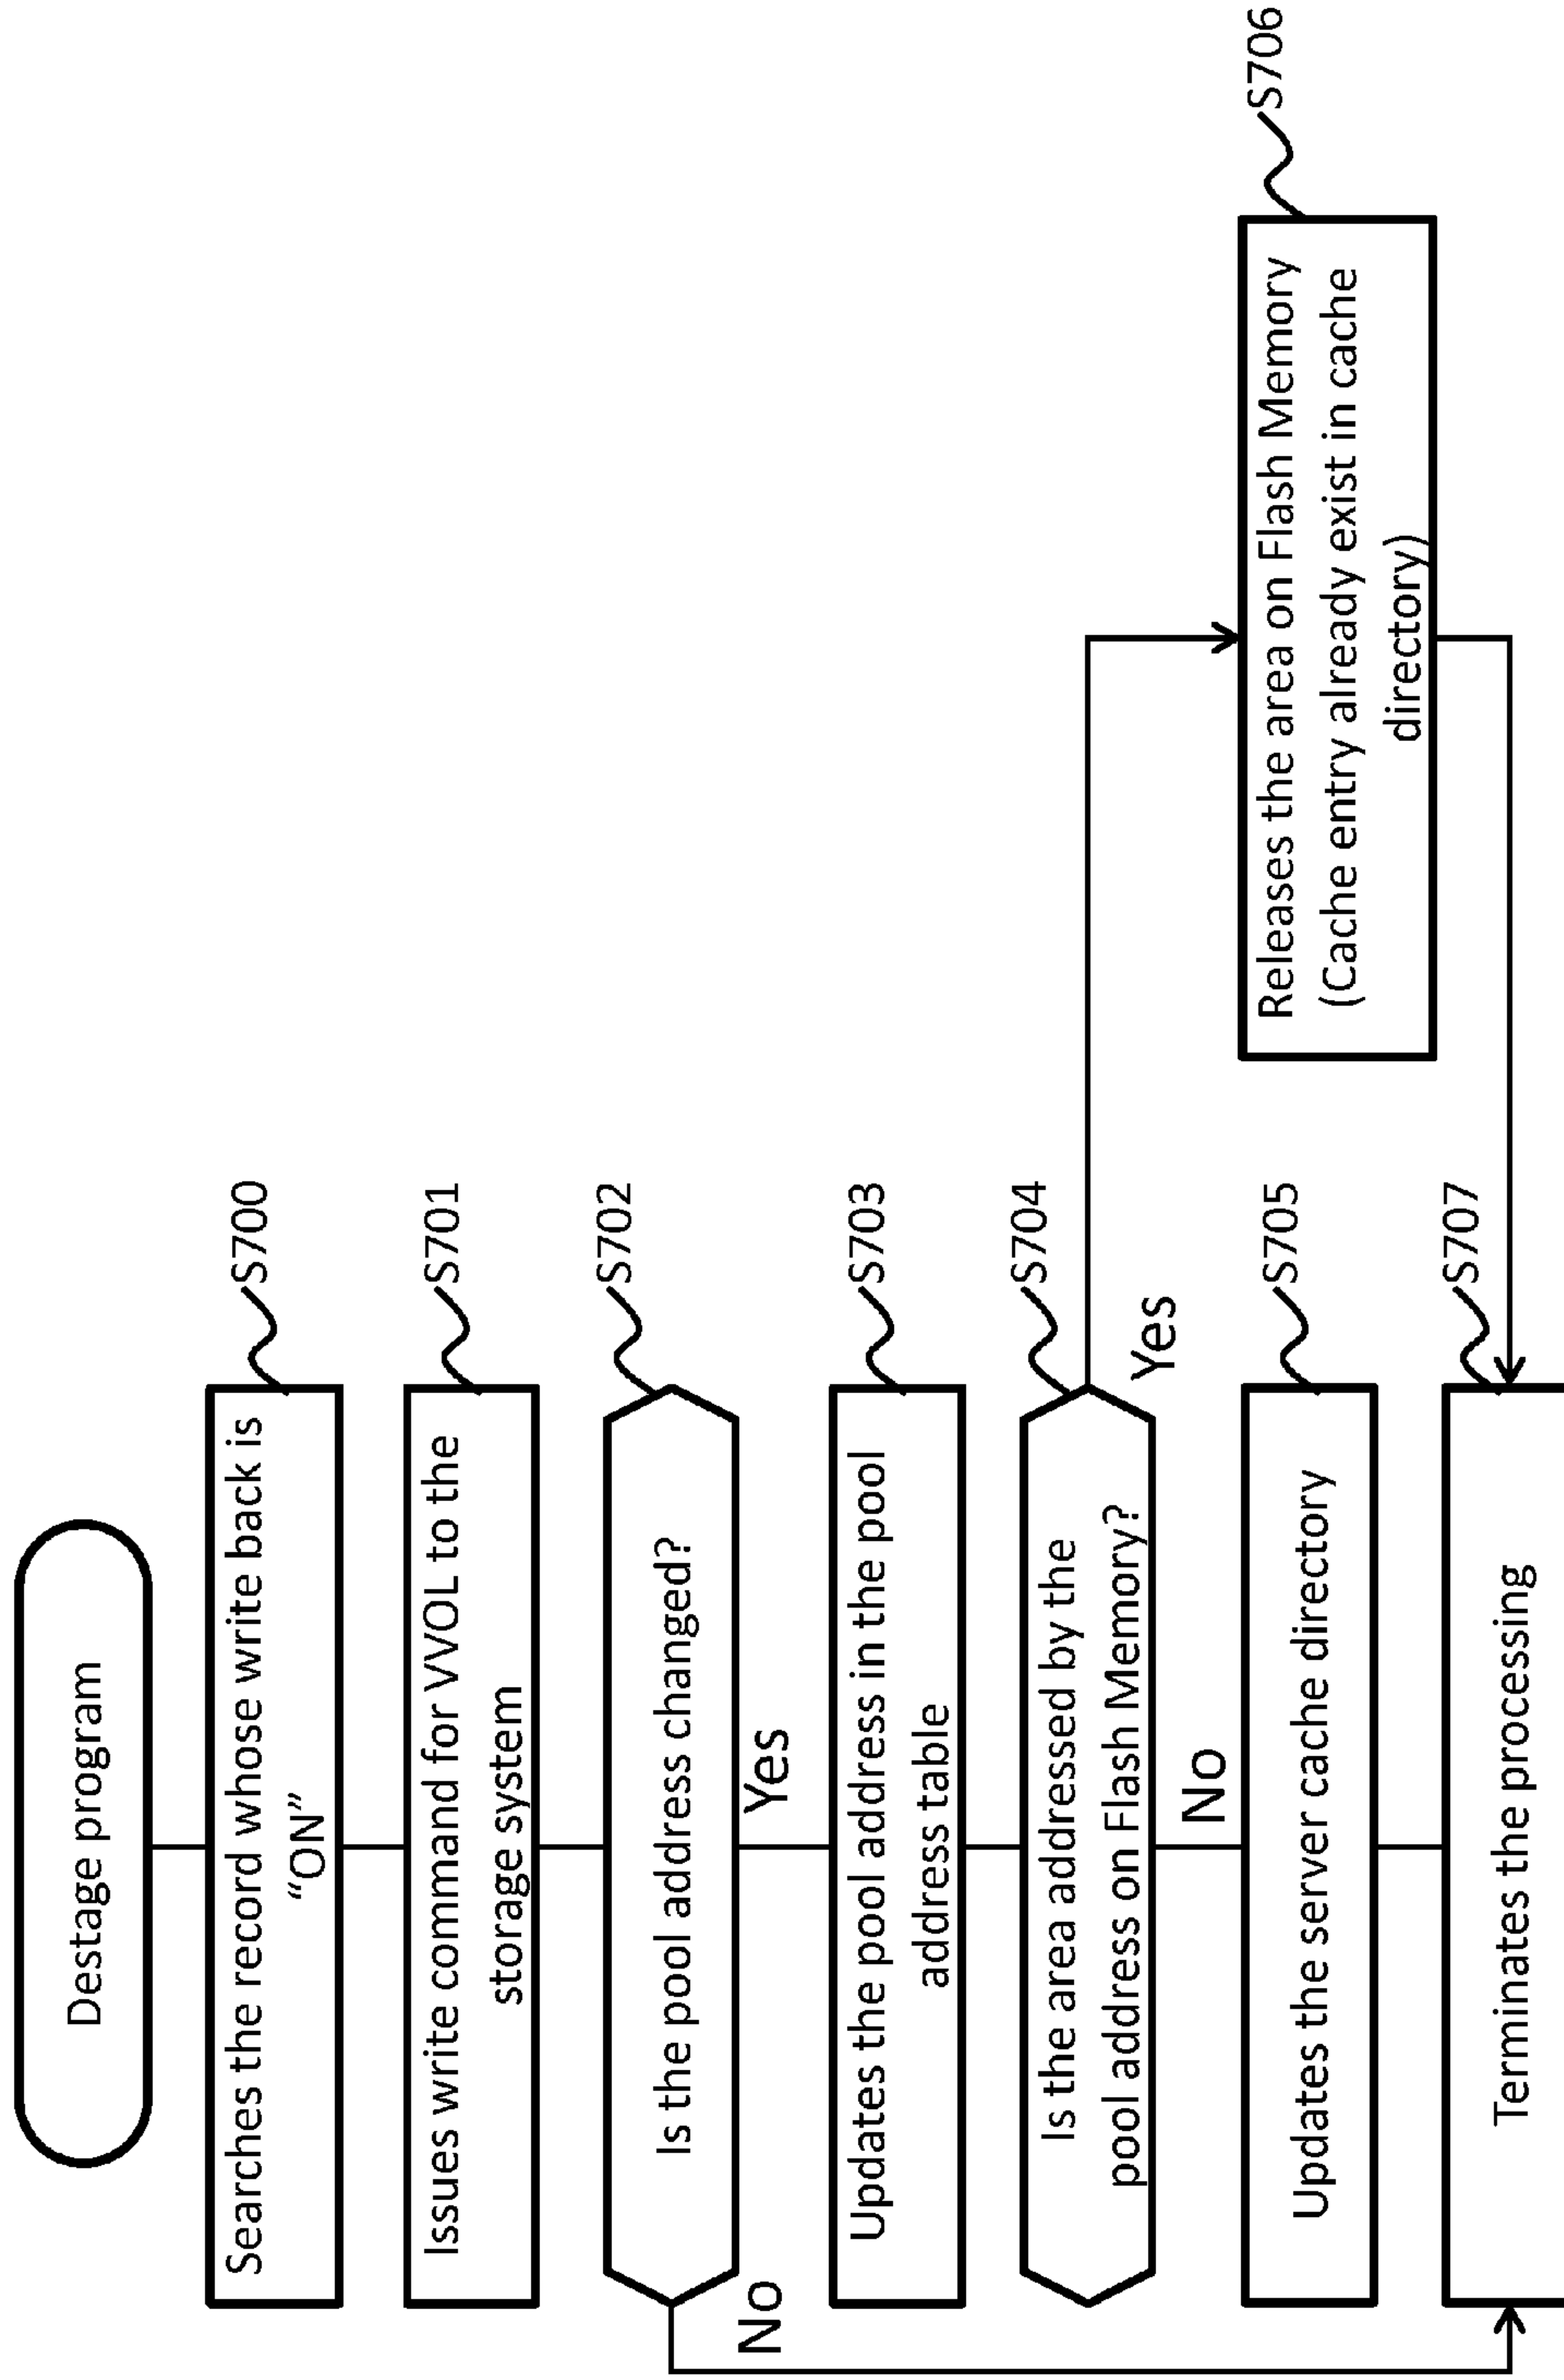 Destage program
S700
Searches the record whose write back is
“ON”
S701
Issues write command for VVOL to the
storage system
S702
Is the pool address changed?
No
Yes
S703
Updates the pool address in the pool
address table
S704
Is the area addressed by the
pool address on Flash Memory?
Yes
No
S705
Updates the server cache directory
S706
Releases the area on Flash Memory
(Cache entry already exist in cache
directory)
S707
Terminates the processing